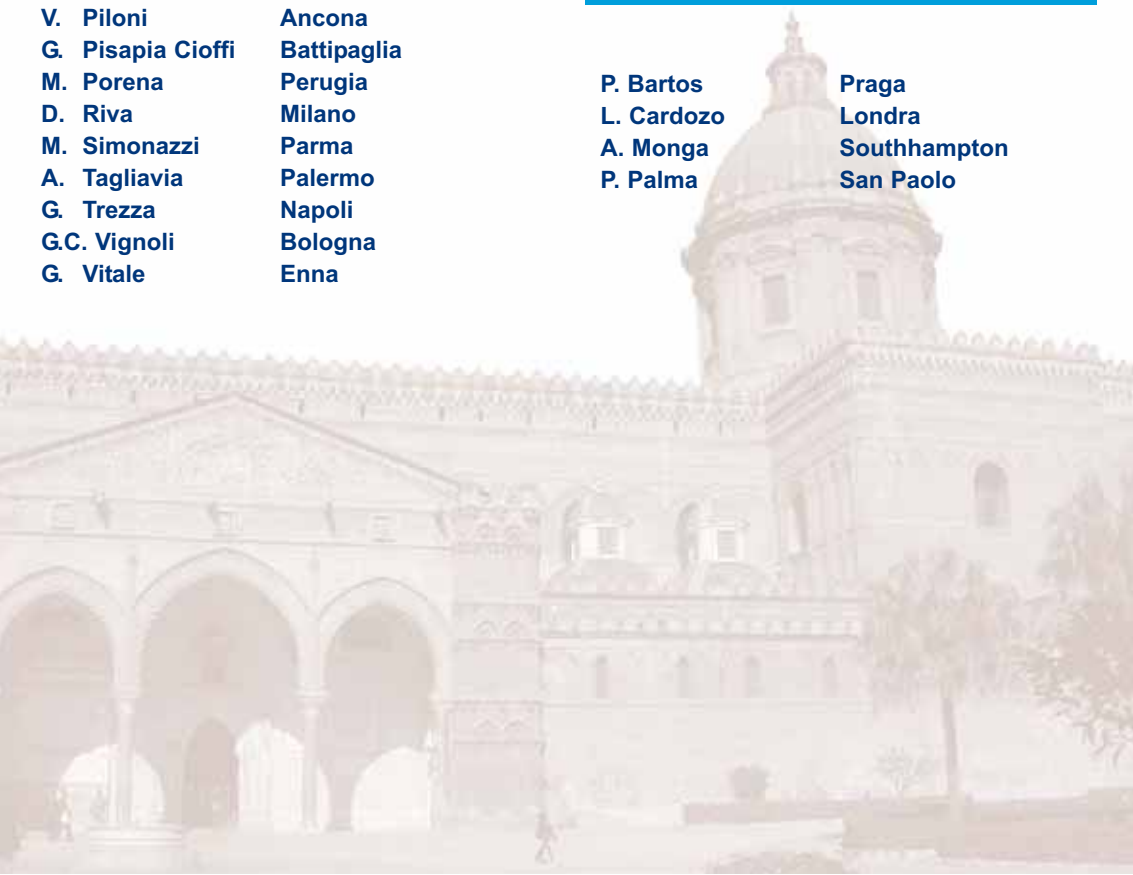 V. Piloni Ancona
G. Pisapia Cioffi Battipaglia
M. Porena Perugia
D. Riva Milano
M. Simonazzi Parma
A. Tagliavia Palermo
G. Trezza Napoli
G.C. Vignoli Bologna
G. Vitale Enna
P. Bartos Praga
L. Cardozo Londra
A. Monga Southhampton
P. Palma San Paolo